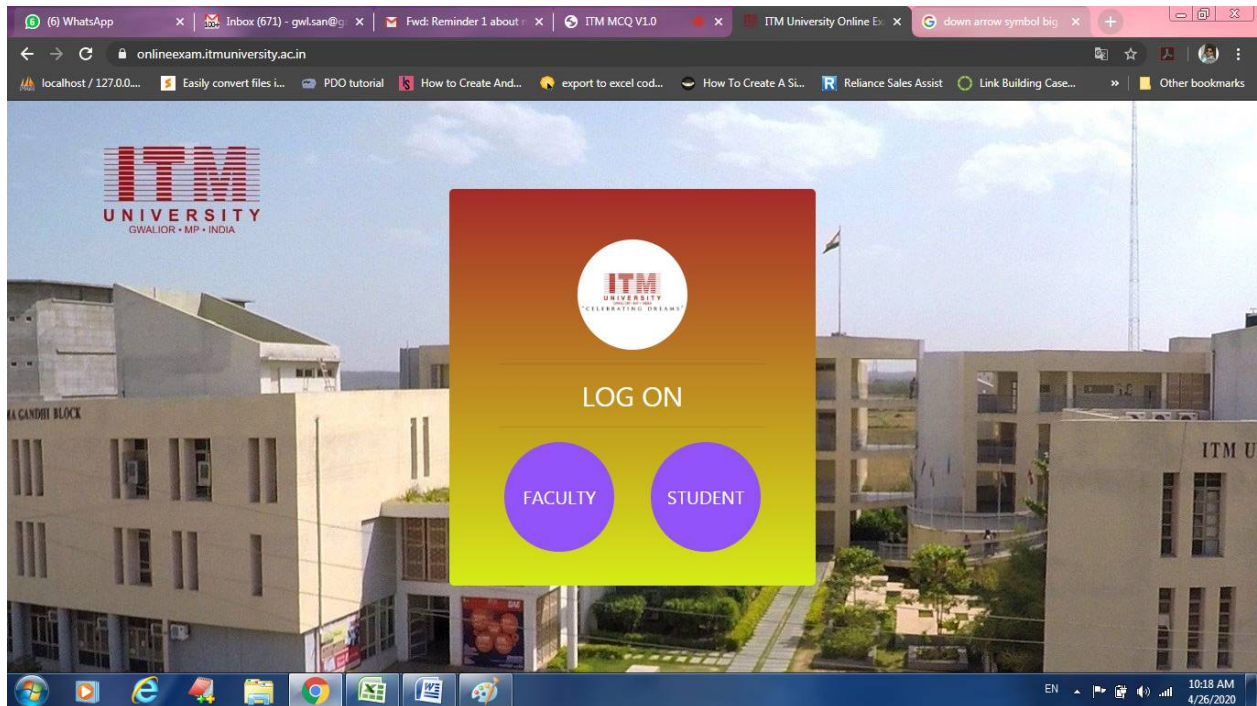 (6) WhatsApp
Inbox (671) - gwl.san@g
Fwd: Reminder 1 about n
ITM MCQ V1.0
ITM University Online Ex
down arrow symbol big
onlineexam.itmuniversity.ac.in
localhost / 127.0.0....
Easily convert files i...
PDO tutorial
How to Create And...
export to excel cod...
How To Create A Si...
Reliance Sales Assist
Link Building Case...
»
Other bookmarks
ITM
UNIVERSITY
GWALIOR • MP • INDIA
ITM
UNIVERSITY
GWALIOR • MP • INDIA
"CELEBRATING DREAMS"
LOG ON
FACULTY
STUDENT
A GANDHI BLOCK
ITM U
EN
10:18 AM
4/26/2020